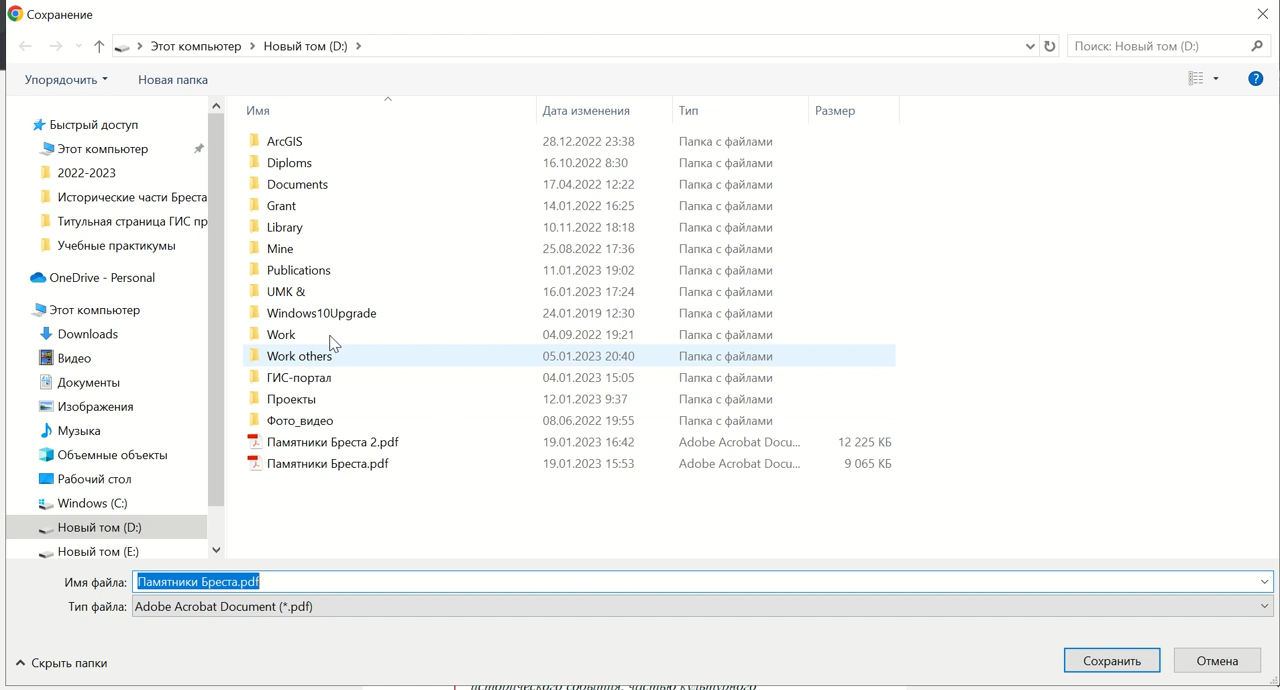 Сохранение
Этот компьютер > Новый том (D:) >
Поиск: Новый том (D:)
Упорядочить
Новая папка
Имя Дата изменения Тип Размер
Быстрый доступ
Этот компьютер
2022-2023
Исторические части Бреста
Титульная страница ГИС пр
Учебные практикумы
OneDrive - Personal
Этот компьютер
Downloads
Видео
Документы
Изображения
Музыка
Объемные объекты
Рабочий стол
Windows (C:)
Новый том (D:)
Новый том (E:)
ArcGIS 28.12.2022 23:38 Папка с файлами
Diploms 16.10.2022 8:30 Папка с файлами
Documents 17.04.2022 12:22 Папка с файлами
Grant 14.01.2022 16:25 Папка с файлами
Library 10.11.2022 18:18 Папка с файлами
Mine 25.08.2022 17:36 Папка с файлами
Publications 11.01.2023 19:02 Папка с файлами
UMK & 16.01.2023 17:24 Папка с файлами
Windows10Upgrade 24.01.2019 12:30 Папка с файлами
Work 04.09.2022 19:21 Папка с файлами
Work others 05.01.2023 20:40 Папка с файлами
ГИС-портал 04.01.2023 15:05 Папка с файлами
Проекты 12.01.2023 9:37 Папка с файлами
Фото_видео 08.06.2022 19:55 Папка с файлами
Памятники Бреста 2.pdf 19.01.2023 16:42 Adobe Acrobat Docu... 12 225 КБ
Памятники Бреста.pdf 19.01.2023 15:53 Adobe Acrobat Docu... 9 065 КБ
Имя файла: Памятники Бреста.pdf
Тип файла: Adobe Acrobat Document (*.pdf)
Скрыть папки
Сохранить
Отмена
исторического события, частью культурного